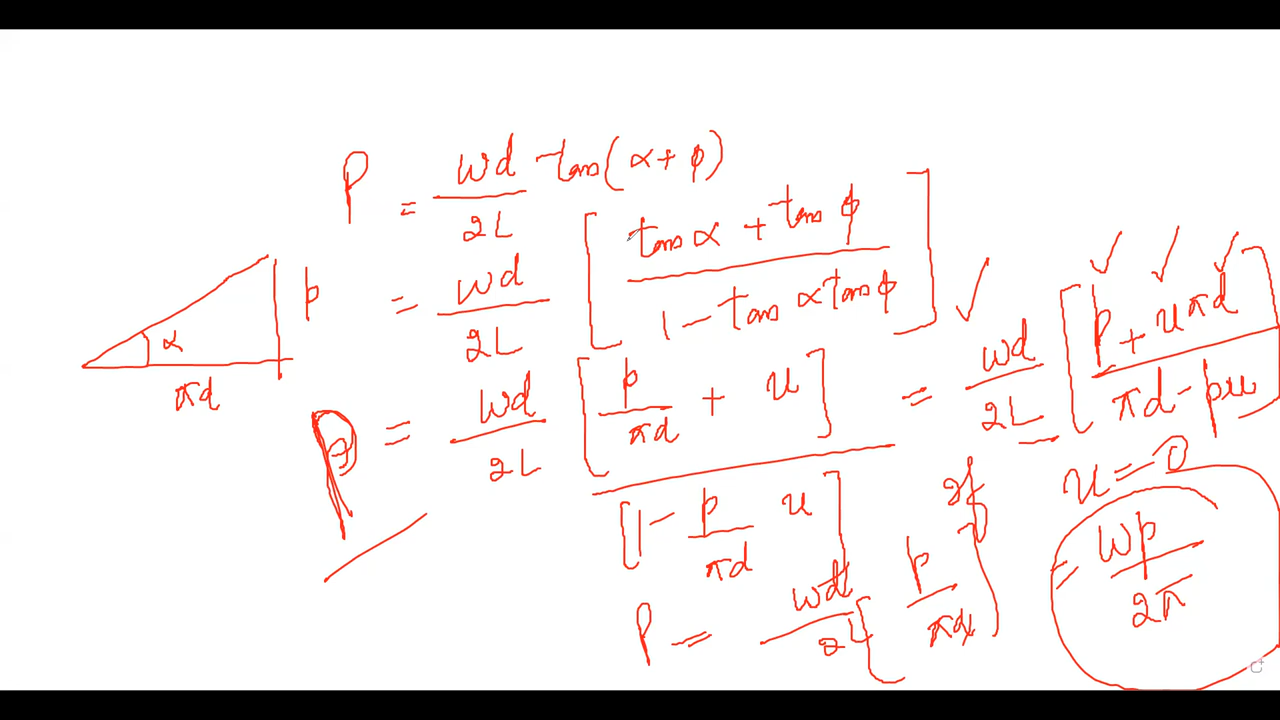 P = Wd/2L tan(α + ϕ)
= Wd/2L [(tan α + tan ϕ)/(1 - tan α tan ϕ)] ✓
p
α
πd
P = Wd/2L [p/πd + u]/[1 - p/πd u] = Wd/2L [(p + uπd)/(πd - pu)] ✓ ✓ ✓
If u = 0
P = Wd/2L [p/πd] = Wp/2π